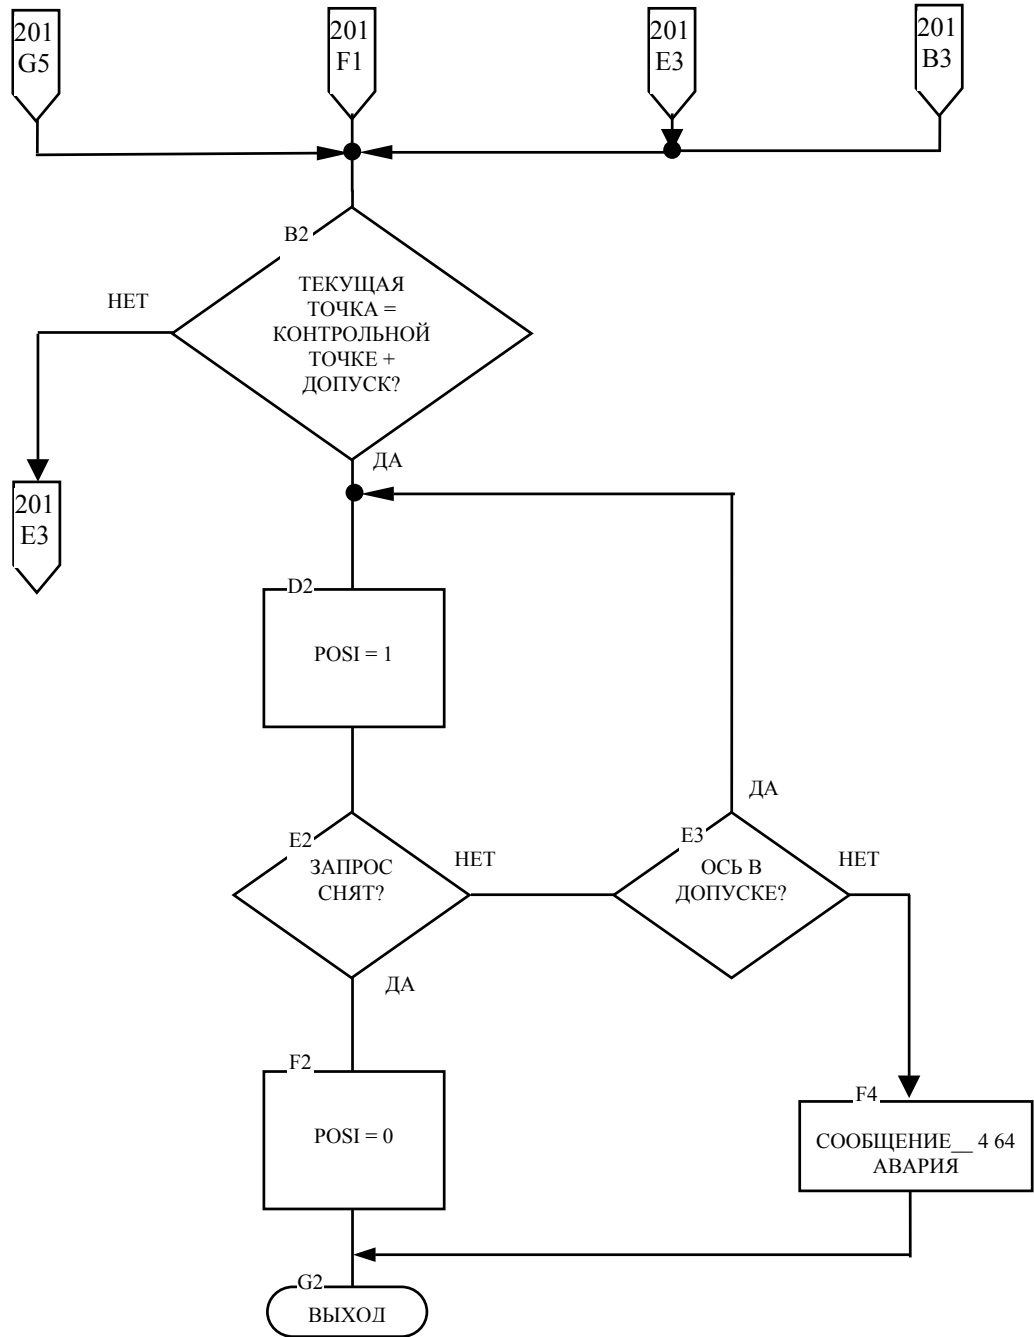 201
G5
201
F1
201
E3
201
B3
B2
ТЕКУЩАЯ
ТОЧКА =
КОНТРОЛЬНОЙ
ТОЧКЕ +
ДОПУСК?
НЕТ
ДА
201
E3
D2
POSI = 1
ДА
E2
ЗАПРОС
СНЯТ?
НЕТ
E3
ОСЬ В
ДОПУСКЕ?
НЕТ
ДА
F2
POSI = 0
F4
СООБЩЕНИЕ__ 4 64
АВАРИЯ
G2
ВЫХОД